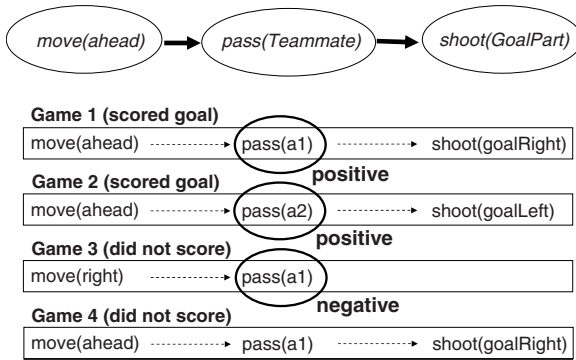 move(ahead) pass(Teammate) shoot(GoalPart)
Game 1 (scored goal)
move(ahead) pass(a1) shoot(goalRight)
positive
Game 2 (scored goal)
move(ahead) pass(a2) shoot(goalLeft)
positive
Game 3 (did not score)
move(right) pass(a1)
negative
Game 4 (did not score)
move(ahead) pass(a1) shoot(goalRight)